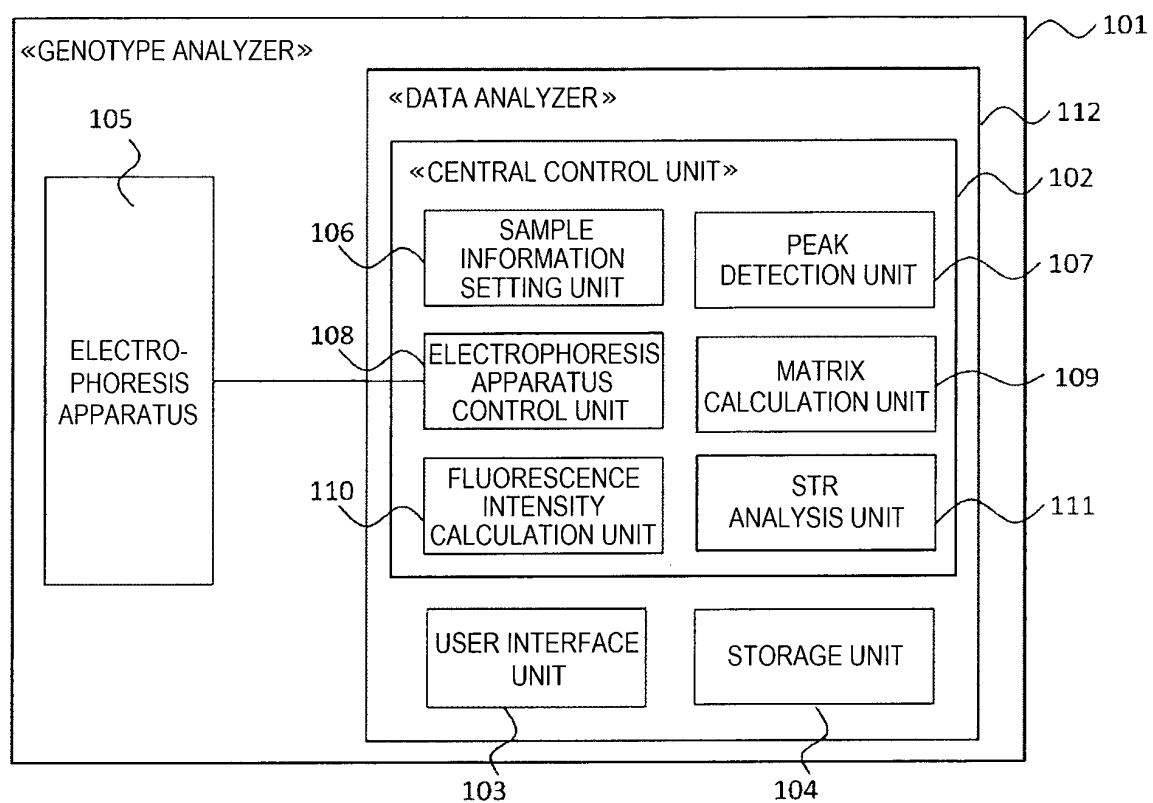 101
«GENOTYPE ANALYZER»
«DATA ANALYZER»
112
105
«CENTRAL CONTROL UNIT»
102
106
SAMPLE
INFORMATION
SETTING UNIT
PEAK
DETECTION UNIT
107
108
ELECTROPHORESIS
APPARATUS
CONTROL UNIT
MATRIX
CALCULATION UNIT
109
ELECTRO-
PHORESIS
APPARATUS
110
FLUORESCENCE
INTENSITY
CALCULATION UNIT
STR
ANALYSIS UNIT
111
USER INTERFACE
UNIT
STORAGE UNIT
103
104